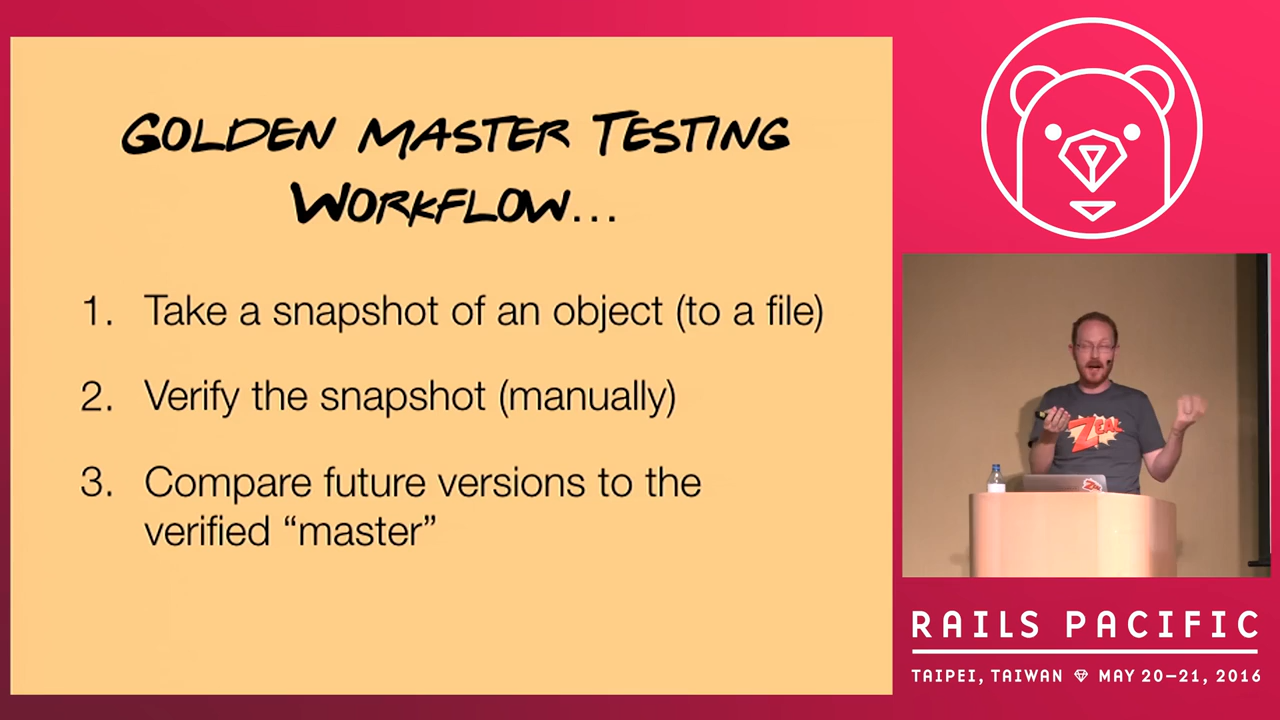 GOLDEN MASTER TESTING
WORKFLOW...
1. Take a snapshot of an object (to a file)
2. Verify the snapshot (manually)
3. Compare future versions to the
verified “master”
ZEAL
RAILS PACIFIC
TAIPEI, TAIWAN MAY 20–21, 2016